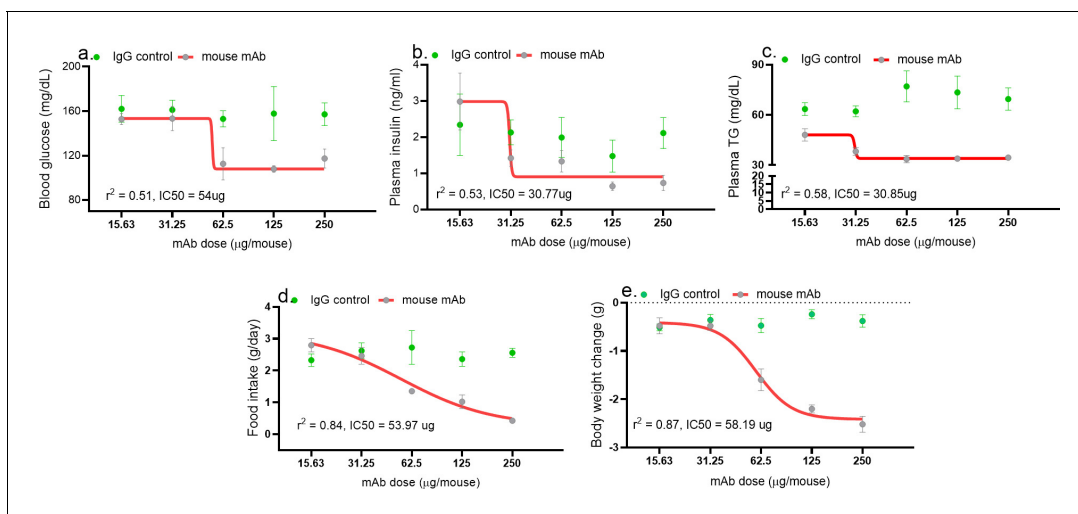 a.
IgG control mouse mAb
Blood glucose (mg/dL)
200
160
120
80
r² = 0.51, IC50 = 54ug
15.63 31.25 62.5 125 250
mAb dose (μg/mouse)
b.
IgG control mouse mAb
Plasma insulin (ng/ml)
4
3
2
1
0
r² = 0.53, IC50 = 30.77ug
15.63 31.25 62.5 125 250
mAb dose (μg/mouse)
c.
IgG control mouse mAb
Plasma TG (mg/dL)
90
60
30
20
15
10
5
0
r² = 0.58, IC50 = 30.85ug
15.63 31.25 62.5 125 250
mAb dose (μg/mouse)
d.
IgG control mouse mAb
Food intake (g/day)
4
3
2
1
0
r² = 0.84, IC50 = 53.97 ug
15.63 31.25 62.5 125 250
mAb dose (μg/mouse)
e.
IgG control mouse mAb
Body weight change (g)
0
-1
-2
-3
r² = 0.87, IC50 = 58.19 ug
15.63 31.25 62.5 125 250
mAb dose (μg/mouse)